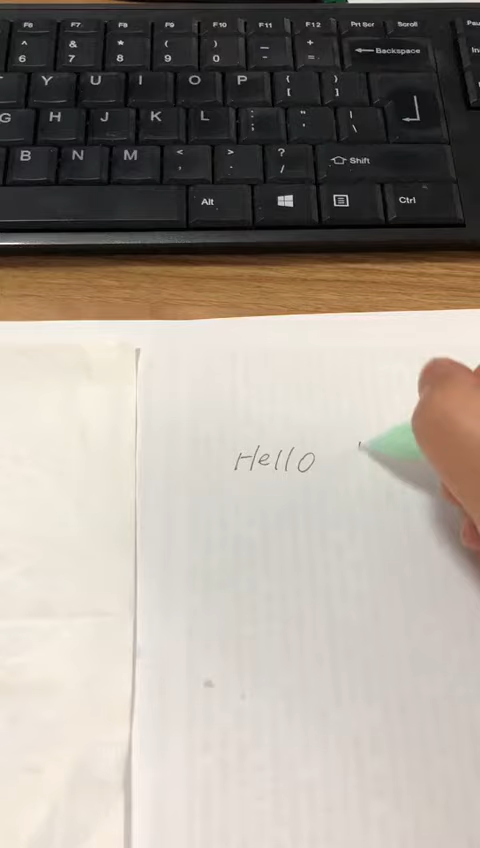 F6 F7 F8 F9 F10 F11 F12 Prt Scr Scroll
^ & * ( ) — + Backspace
6 7 8 9 0 - =
Y U I O P { [ } ]
G H J K L : ; " ' | \
B N M < , > . ? / Shift
Alt Ctrl
Hello